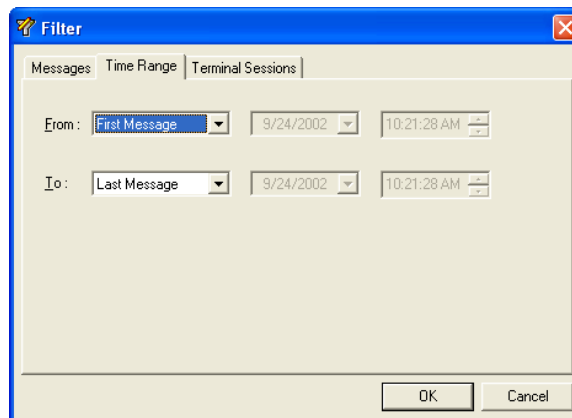 Filter
Messages Time Range Terminal Sessions
From: First Message 9/24/2002 10:21:28 AM
To: Last Message 9/24/2002 10:21:28 AM
OK Cancel